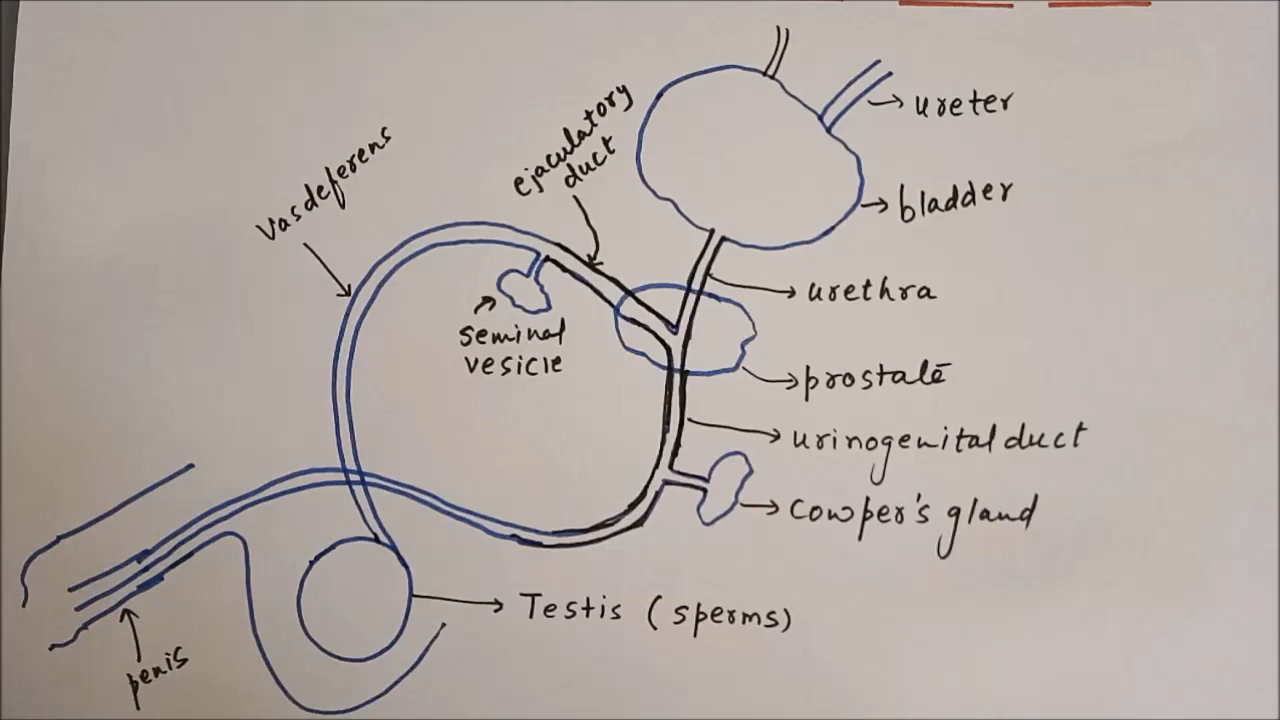 ureter
bladder
ejaculatory
duct
vasdeferens
urethra
seminal
vesicle
prostate
urinogenital duct
cowper's gland
Testis (sperms)
penis